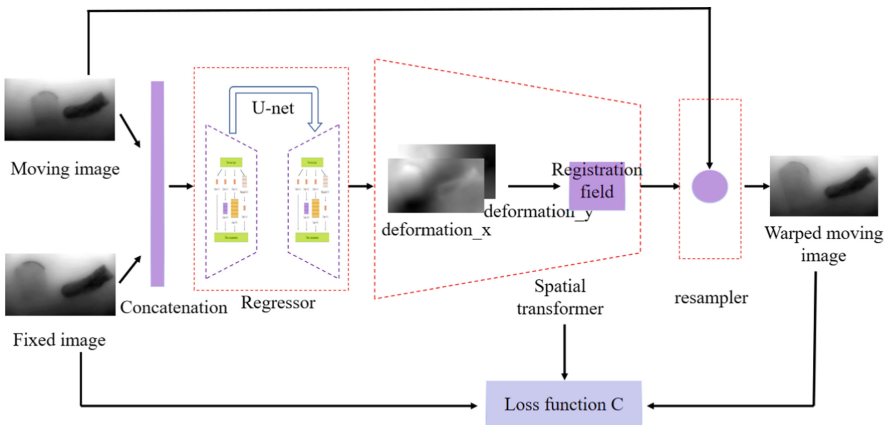 U-net
Moving image
Registration
field
deformation_y
deformation_x
Warped moving
image
Concatenation
Regressor
Spatial
transformer
resampler
Fixed image
Loss function C